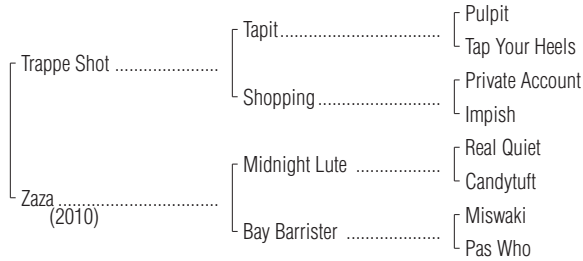 Pulpit
Tapit....................
Tap Your Heels
Trappe Shot ....................
Private Account
Shopping....................
Impish
Real Quiet
Midnight Lute ....................
Candytuft
Zaza ....................
(2010)
Miswaki
Bay Barrister ....................
Pas Who